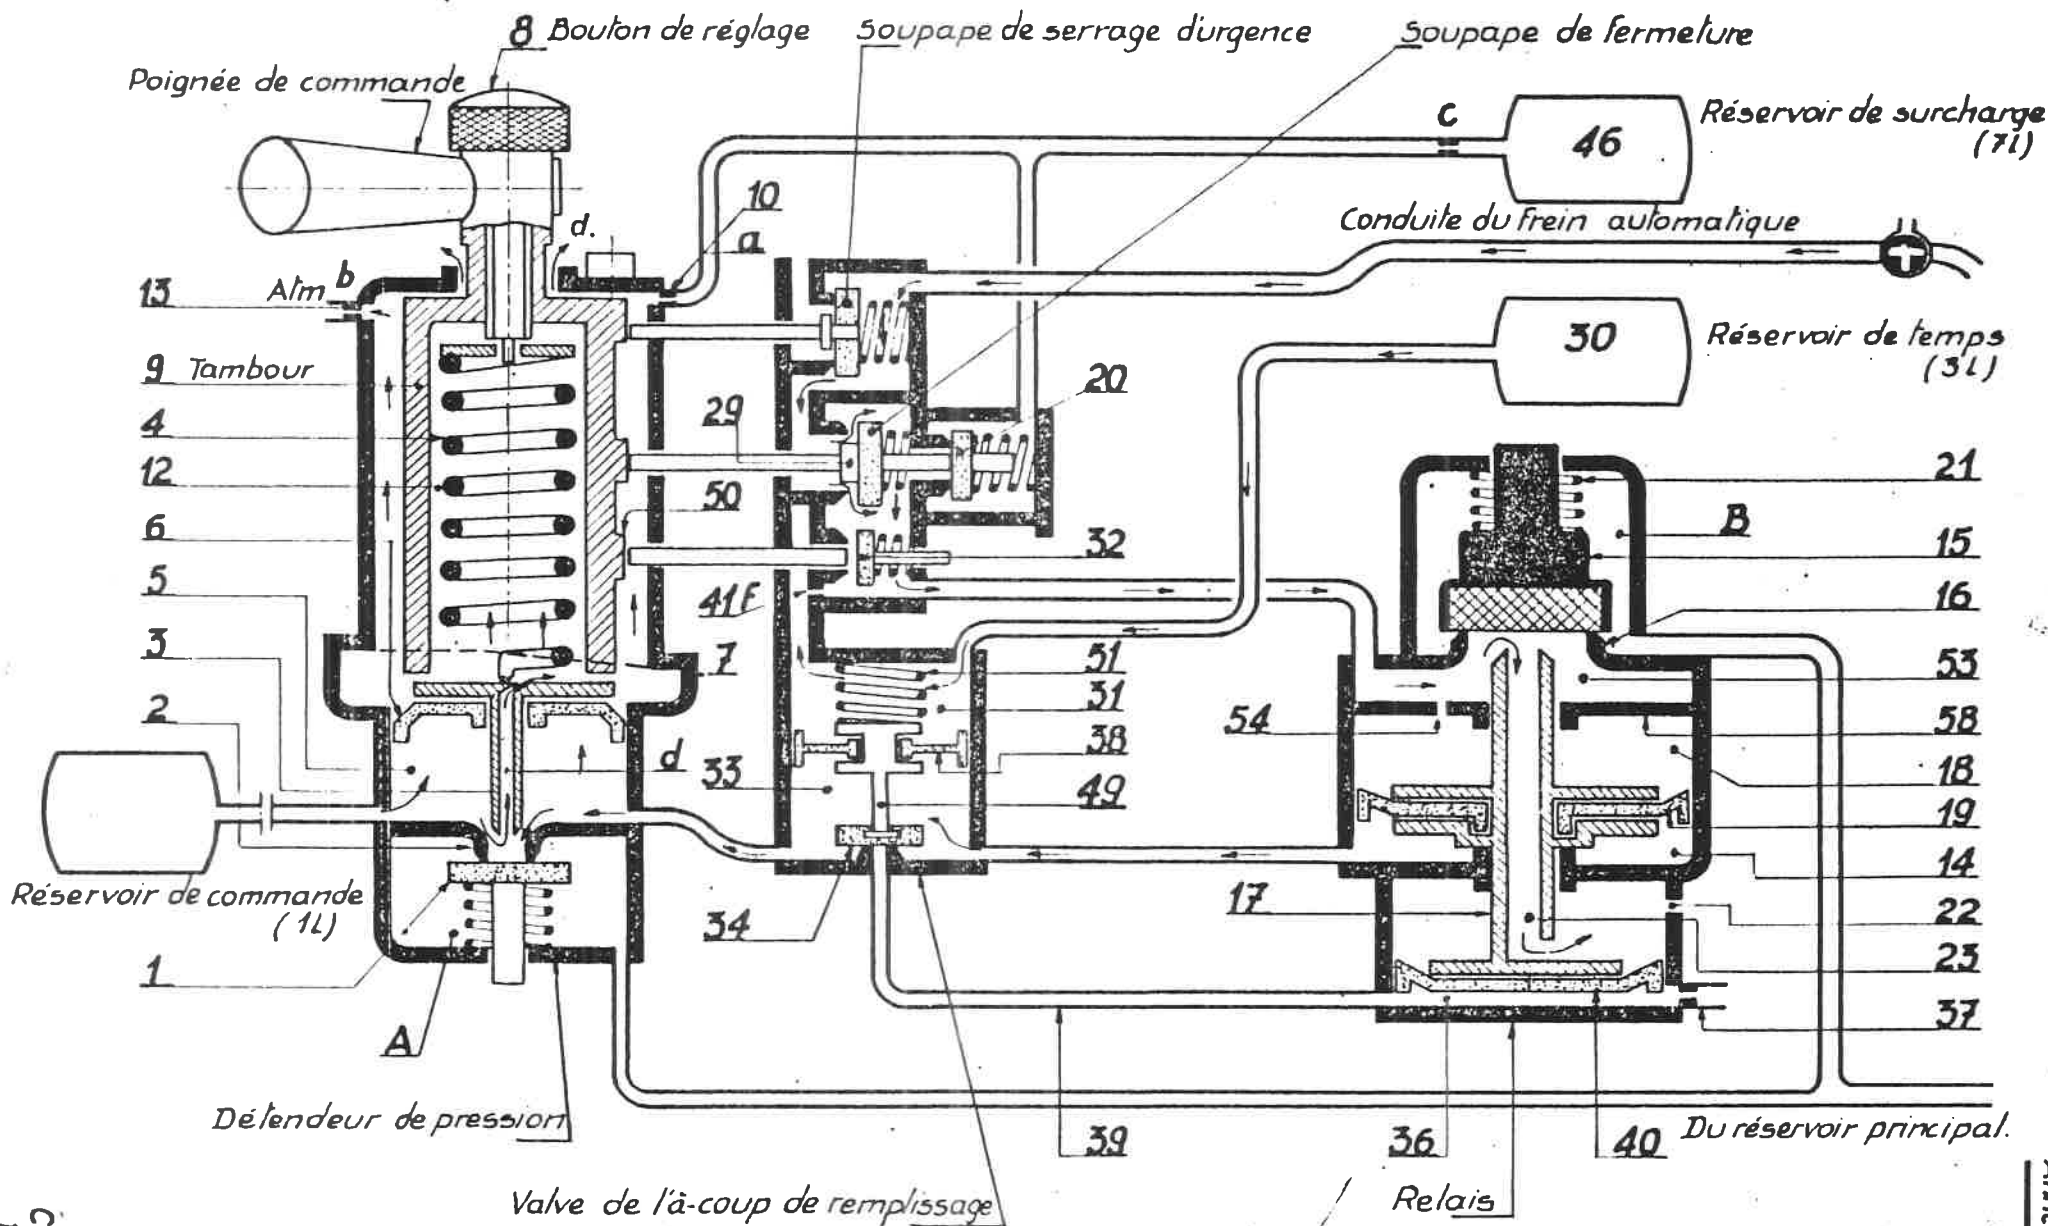 8 Bouton de réglage
Soupape de serrage d'urgence
Soupape de fermeture
Poignée de commande
C
46
Réservoir de surcharge
(7l)
10
a
d.
Conduite du frein automatique
13
Atm
b
30
Réservoir de temps
(3l)
9 Tambour
20
4
29
12
50
21
B
6
32
15
5
41F
16
3
7
51
53
2
31
54
58
38
d
33
18
49
19
14
Réservoir de commande
(1l)
17
34
22
1
23
37
A
Détendeur de pression
39
36
40
Du réservoir principal.
Valve de l'à-coup de remplissage
Relais